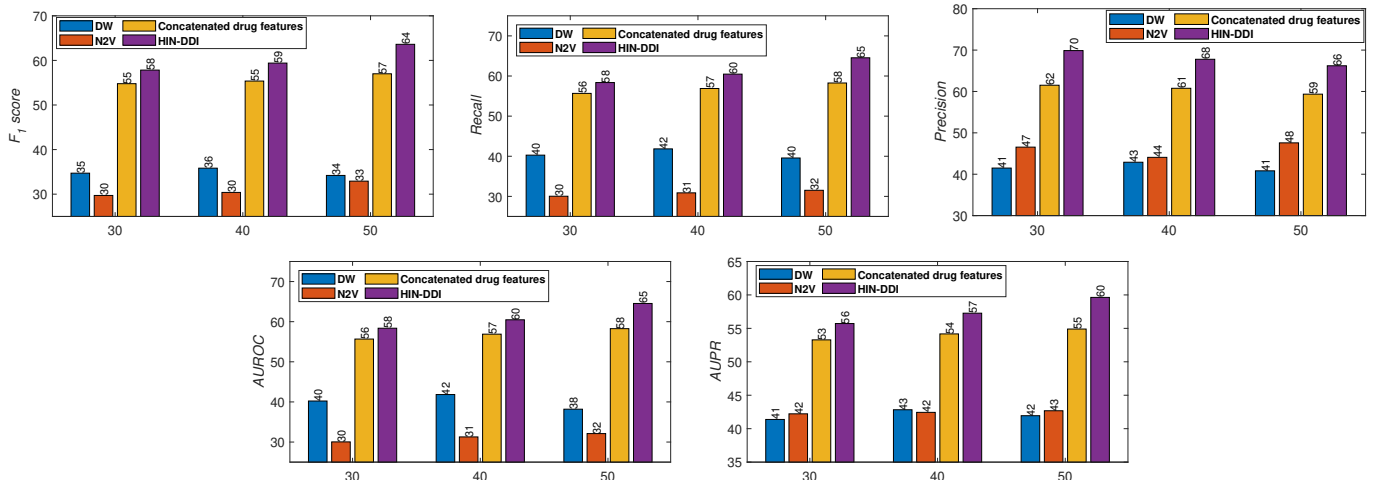 DW
Concatenated drug features
N2V
HIN-DDI
F1 score
70
60
50
40
30
35 30 55 58
36 30 55 59
34 33 57 64
30 40 50
DW
Concatenated drug features
N2V
HIN-DDI
Recall
70
60
50
40
30
40 30 56 58
42 31 57 60
40 32 58 65
30 40 50
DW
Concatenated drug features
N2V
HIN-DDI
Precision
80
70
60
50
40
30
41 47 62 70
43 44 61 68
41 48 59 66
30 40 50
DW
Concatenated drug features
N2V
HIN-DDI
AUROC
70
60
50
40
30
40 30 56 58
42 31 57 60
38 32 58 65
30 40 50
DW
Concatenated drug features
N2V
HIN-DDI
AUPR
65
60
55
50
45
40
35
41 42 53 56
43 42 54 57
42 43 55 60
30 40 50